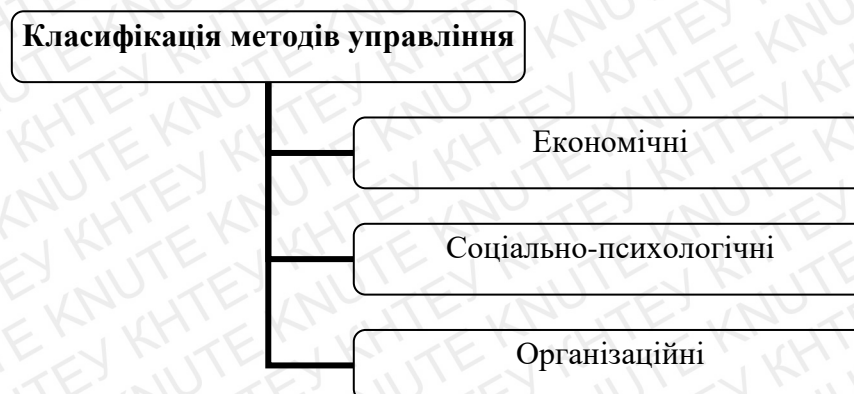 Класифікація методів управління
Економічні
Соціально-психологічні
Організаційні